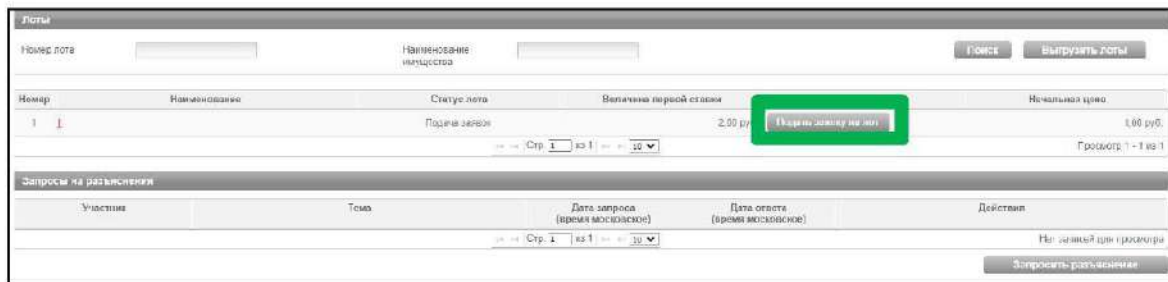 Лоты
Номер лота
Наименование имущества
Поиск
Выгрузить лоты
Номер Наименование Статус лота Величина первой ставки Начальная цена
1 1 Подача заявок 2,00 руб. Подать заявку на лот 1,00 руб.
Стр. 1 из 1 10 Просмотр 1 - 1 из 1
Запросы на разъяснения
Участник Тема Дата запроса (время московское) Дата ответа (время московское) Действия
Стр. 1 из 1 10 Нет записей для просмотра
Запросить разъяснение